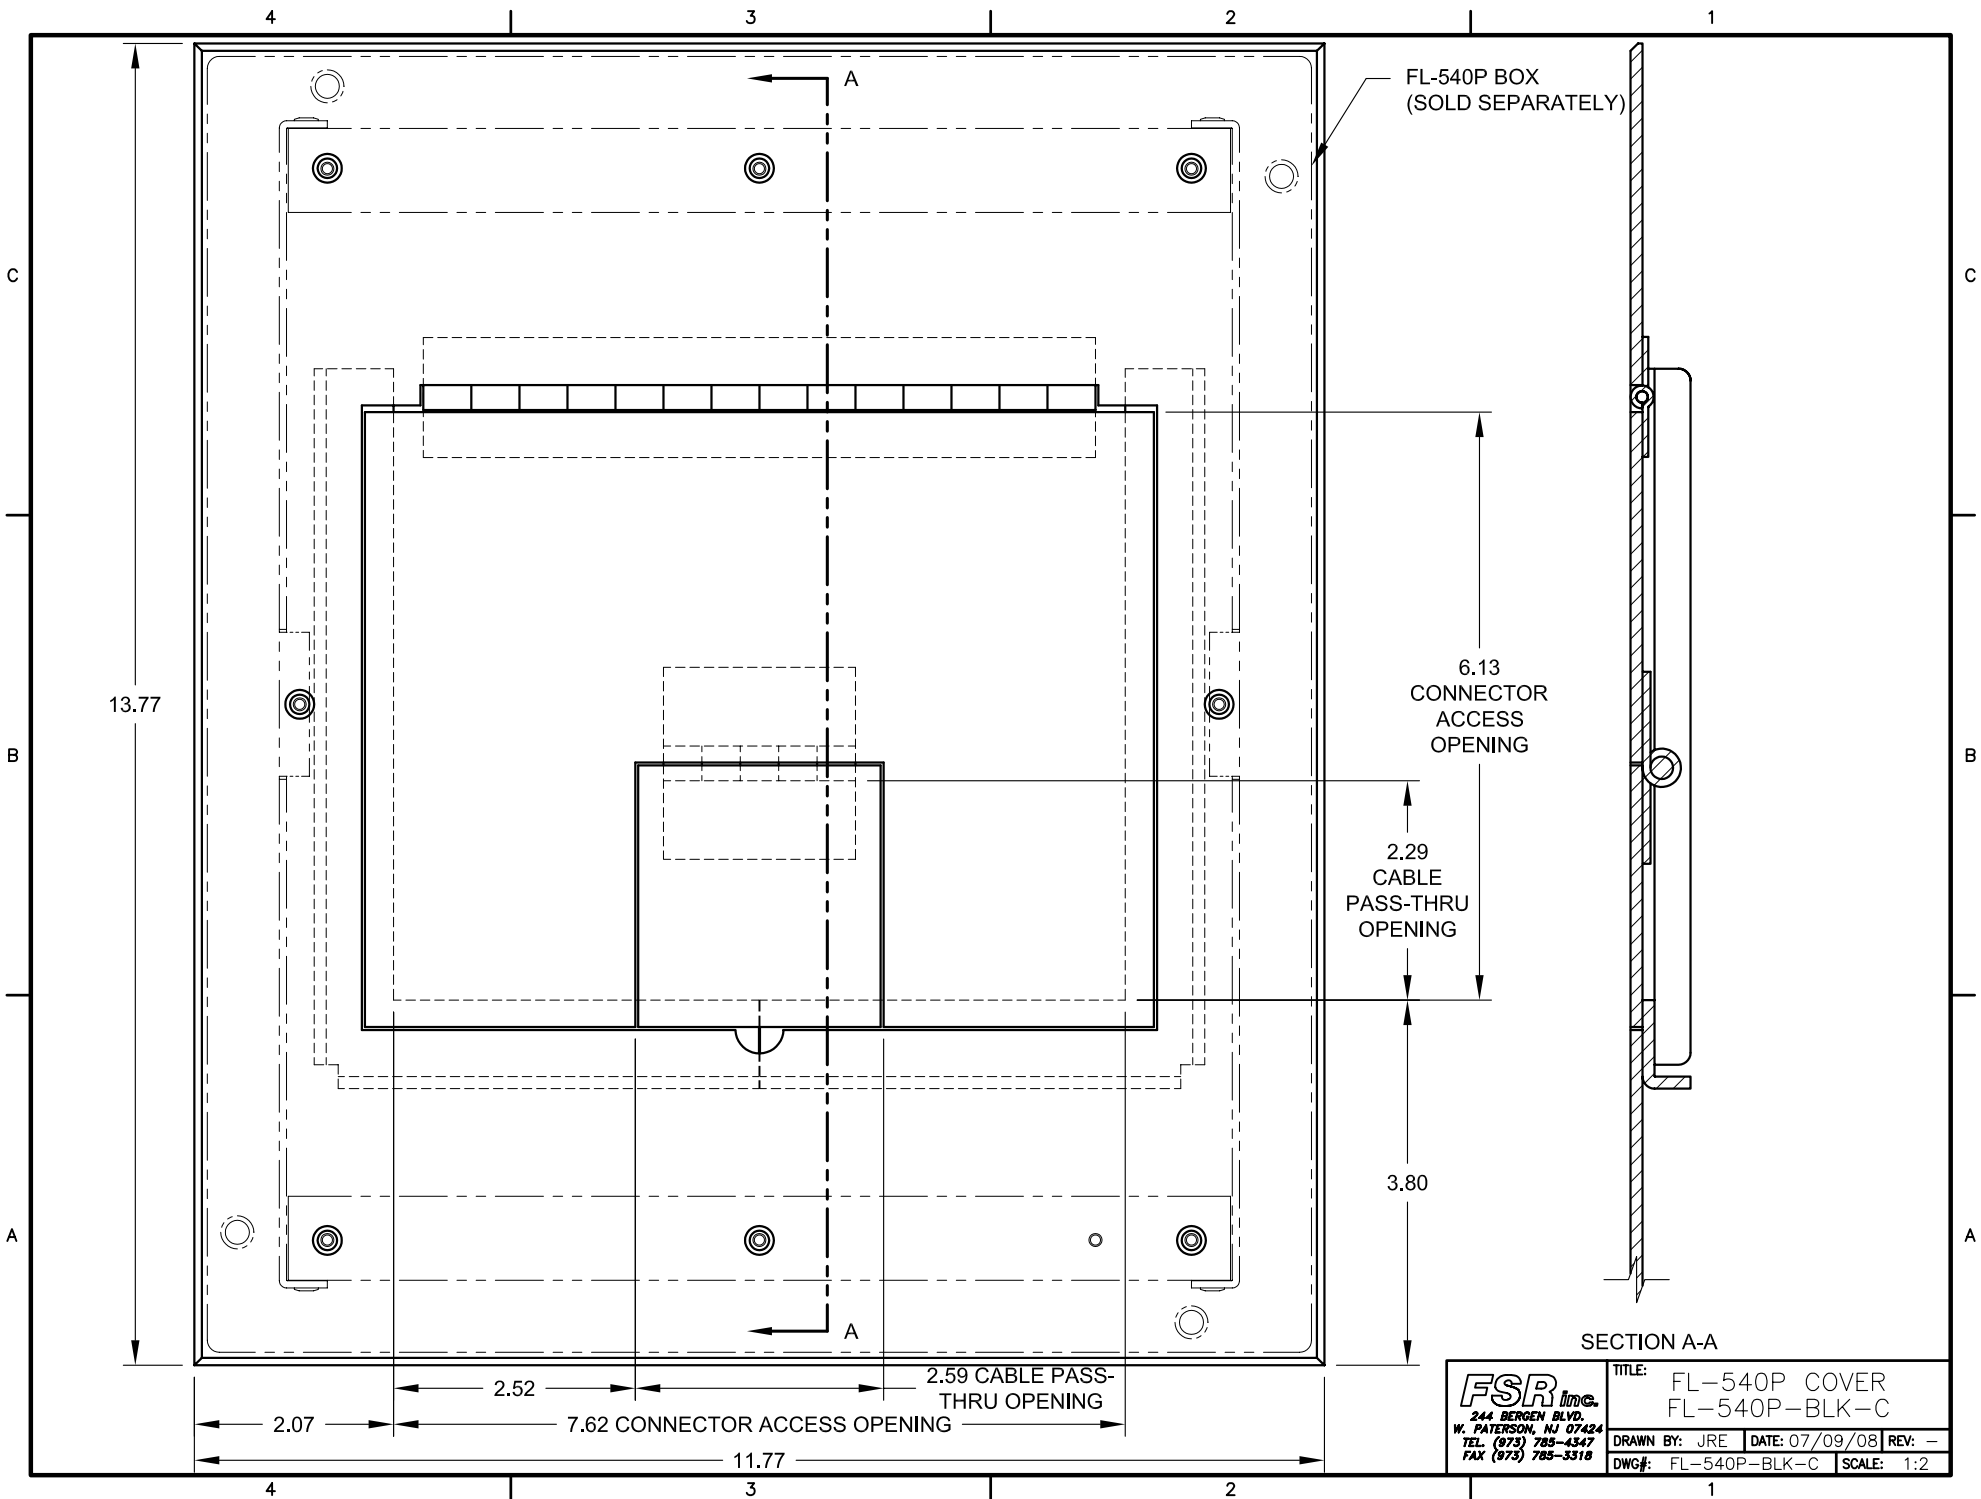 4 3 2 1
A
FL-540P BOX
(SOLD SEPARATELY)
C C
6.13
CONNECTOR
ACCESS
OPENING
13.77
B B
2.29
CABLE
PASS-THRU
OPENING
3.80
A A
A
SECTION A-A
2.59 CABLE PASS-
THRU OPENING
2.52
2.07
7.62 CONNECTOR ACCESS OPENING
11.77
FSR inc.
244 BERGEN BLVD.
W. PATERSON, NJ 07424
TEL. (973) 785-4347
FAX (973) 785-3318
TITLE:
FL-540P COVER
FL-540P-BLK-C
DRAWN BY: JRE DATE: 07/09/08 REV: -
DWG#: FL-540P-BLK-C SCALE: 1:2
4 3 2 1